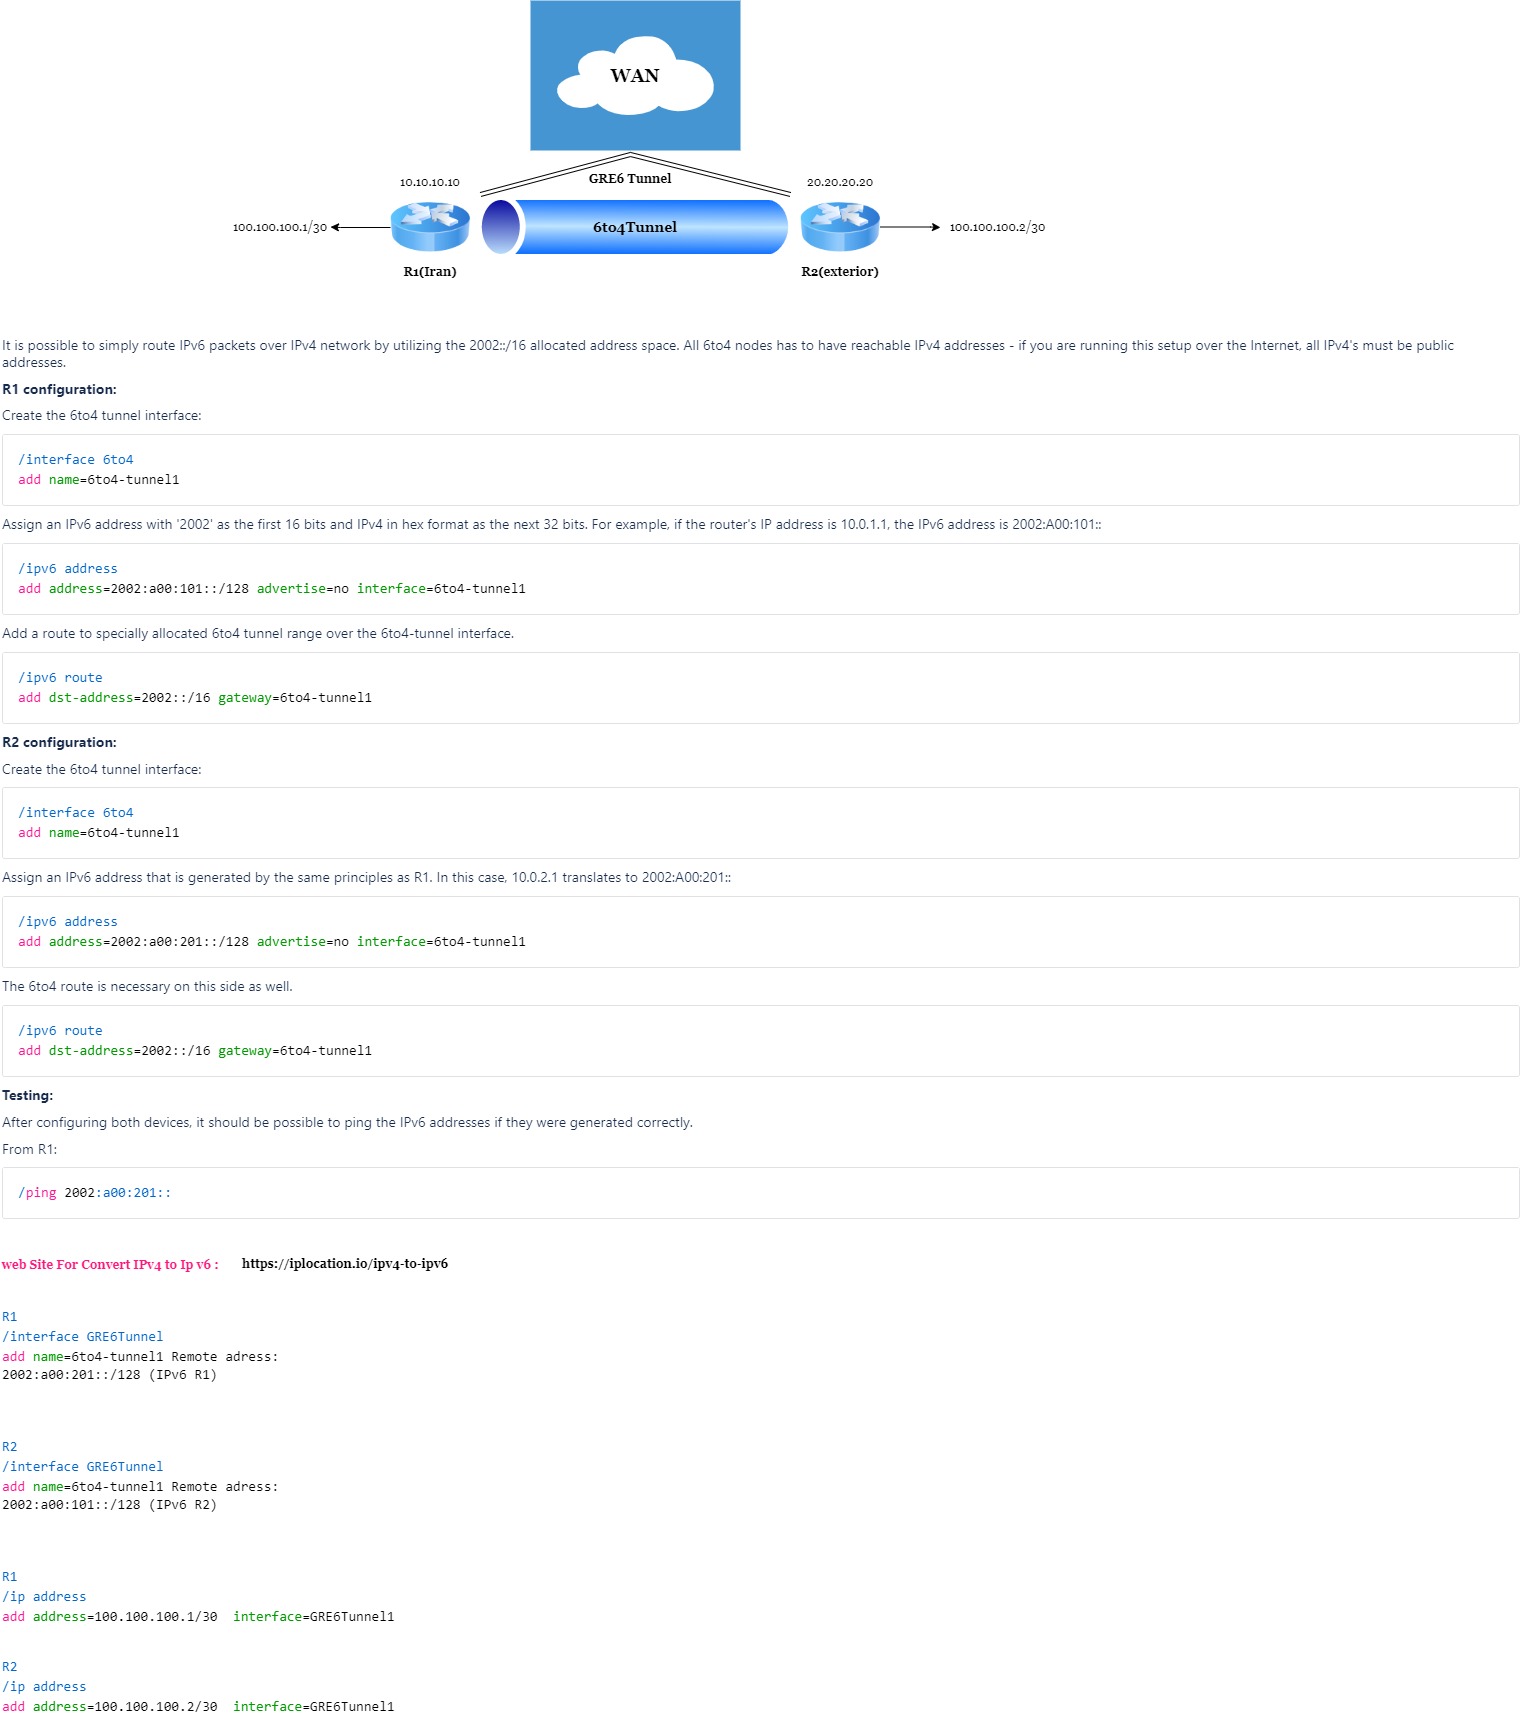 WAN
GRE6 Tunnel
10.10.10.10
20.20.20.20
100.100.100.1/30
6to4Tunnel
100.100.100.2/30
R1(Iran)
R2(exterior)
It is possible to simply route IPv6 packets over IPv4 network by utilizing the 2002::/16 allocated address space. All 6to4 nodes has to have reachable IPv4 addresses - if you are running this setup over the Internet, all IPv4's must be public
addresses.
R1 configuration:
Create the 6to4 tunnel interface:
/interface 6to4
add name=6to4-tunnel1
Assign an IPv6 address with '2002' as the first 16 bits and IPv4 in hex format as the next 32 bits. For example, if the router's IP address is 10.0.1.1, the IPv6 address is 2002:A00:101::
/ipv6 address
add address=2002:a00:101::/128 advertise=no interface=6to4-tunnel1
Add a route to specially allocated 6to4 tunnel range over the 6to4-tunnel interface.
/ipv6 route
add dst-address=2002::/16 gateway=6to4-tunnel1
R2 configuration:
Create the 6to4 tunnel interface:
/interface 6to4
add name=6to4-tunnel1
Assign an IPv6 address that is generated by the same principles as R1. In this case, 10.0.2.1 translates to 2002:A00:201::
/ipv6 address
add address=2002:a00:201::/128 advertise=no interface=6to4-tunnel1
The 6to4 route is necessary on this side as well.
/ipv6 route
add dst-address=2002::/16 gateway=6to4-tunnel1
Testing:
After configuring both devices, it should be possible to ping the IPv6 addresses if they were generated correctly.
From R1:
/ping 2002:a00:201::
web Site For Convert IPv4 to Ip v6 : https://iplocation.io/ipv4-to-ipv6
R1
/interface GRE6Tunnel
add name=6to4-tunnel1 Remote adress:
2002:a00:201::/128 (IPv6 R1)
R2
/interface GRE6Tunnel
add name=6to4-tunnel1 Remote adress:
2002:a00:101::/128 (IPv6 R2)
R1
/ip address
add address=100.100.100.1/30 interface=GRE6Tunnel1
R2
/ip address
add address=100.100.100.2/30 interface=GRE6Tunnel1